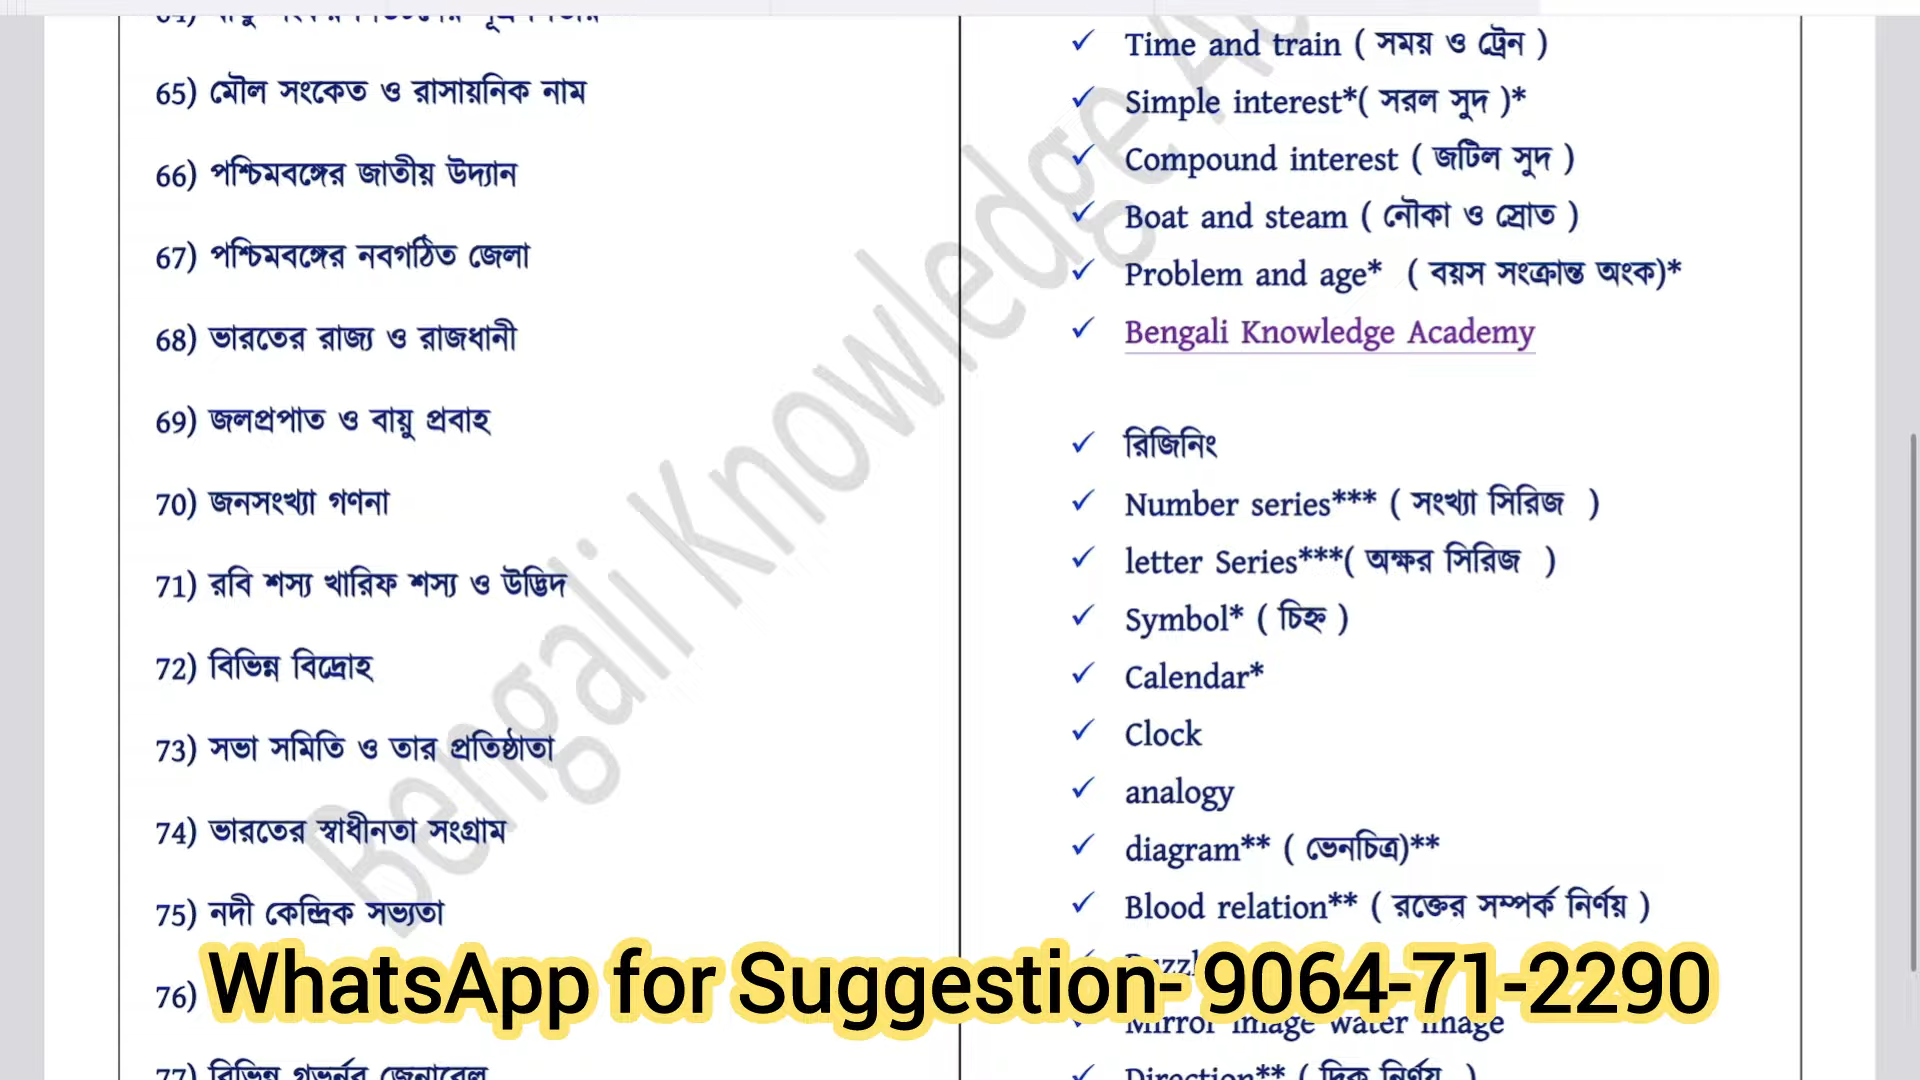 65) মৌল সংকেত ও রাসায়নিক নাম
66) পশ্চিমবঙ্গের জাতীয় উদ্যান
67) পশ্চিমবঙ্গের নবগঠিত জেলা
68) ভারতের রাজ্য ও রাজধানী
69) জলপ্রপাত ও বায়ু প্রবাহ
70) জনসংখ্যা গণনা
71) রবি শস্য খারিফ শস্য ও উদ্ভিদ
72) বিভিন্ন বিদ্রোহ
73) সভা সমিতি ও তার প্রতিষ্ঠাতা
74) ভারতের স্বাধীনতা সংগ্রাম
75) নদী কেন্দ্রিক সভ্যতা
76)
77) বিভিন্ন গভর্নর জেনারেল
✓ Time and train ( সময় ও ট্রেন )
✓ Simple interest*( সরল সুদ )*
✓ Compound interest ( জটিল সুদ )
✓ Boat and steam ( নৌকা ও স্রোত )
✓ Problem and age* ( বয়স সংক্রান্ত অংক)*
✓ Bengali Knowledge Academy
✓ রিজিনিং
✓ Number series*** ( সংখ্যা সিরিজ )
✓ letter Series***( অক্ষর সিরিজ )
✓ Symbol* ( চিহ্ন )
✓ Calendar*
✓ Clock
✓ analogy
✓ diagram** ( ভেনচিত্র)**
✓ Blood relation** ( রক্তের সম্পর্ক নির্ণয় )
✓ Mirror image water image
✓ Direction** ( দিক নির্ণয় )
WhatsApp for Suggestion- 9064-71-2290
Bengali Knowledge